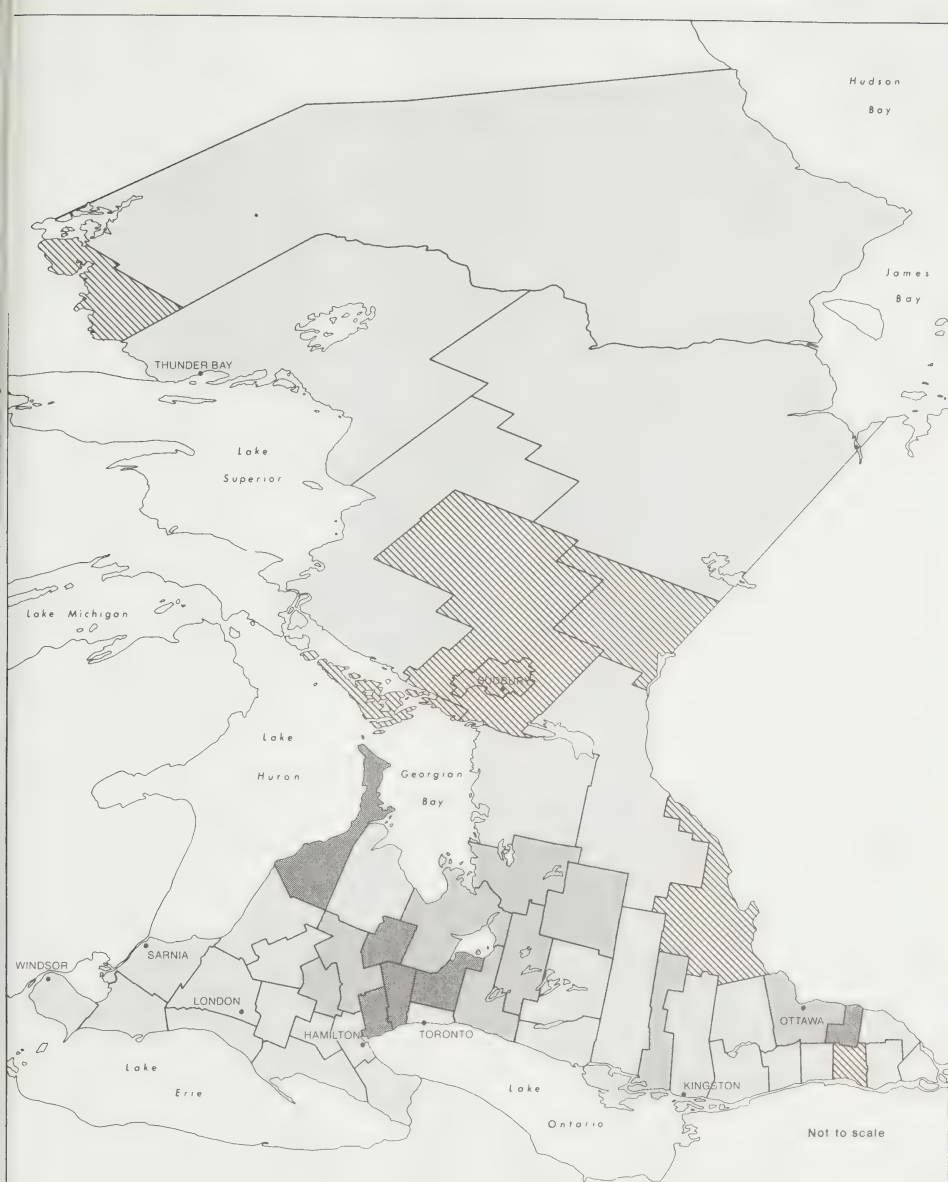 Hudson
Bay
James
Bay
THUNDER BAY
Lake
Superior
Lake Michigan
SUDBURY
Lake
Huron
Georgian
Bay
SARNIA
WINDSOR
LONDON
HAMILTON
TORONTO
OTTAWA
KINGSTON
Lake
Erie
Lake
Ontario
Not to scale